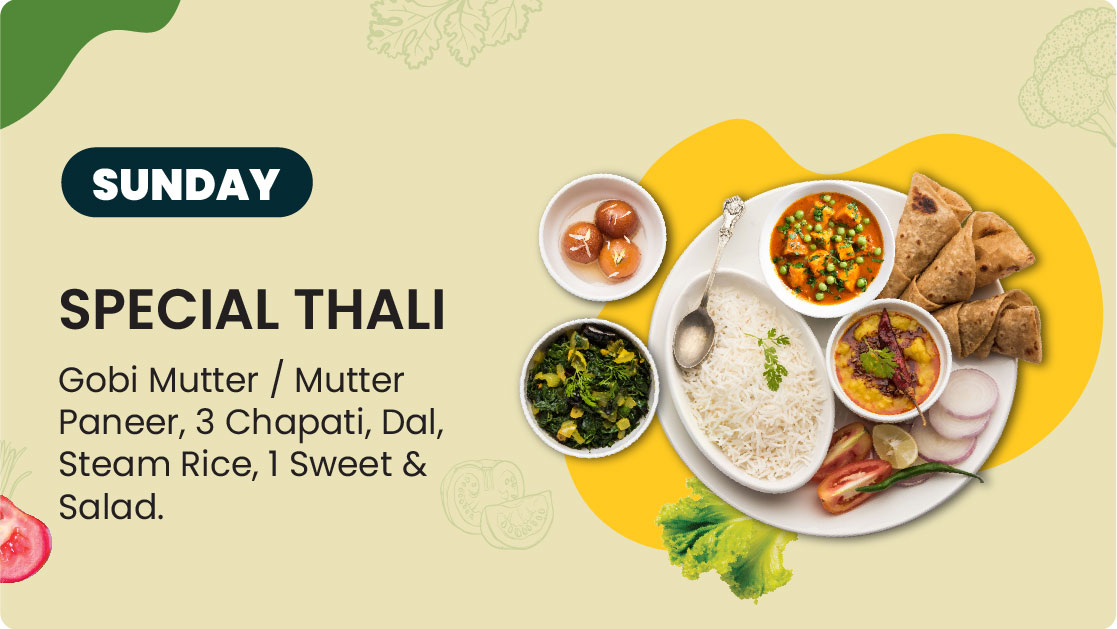 SUNDAY
SPECIAL THALI
Gobi Mutter / Mutter
Paneer, 3 Chapati, Dal,
Steam Rice, 1 Sweet &
Salad.